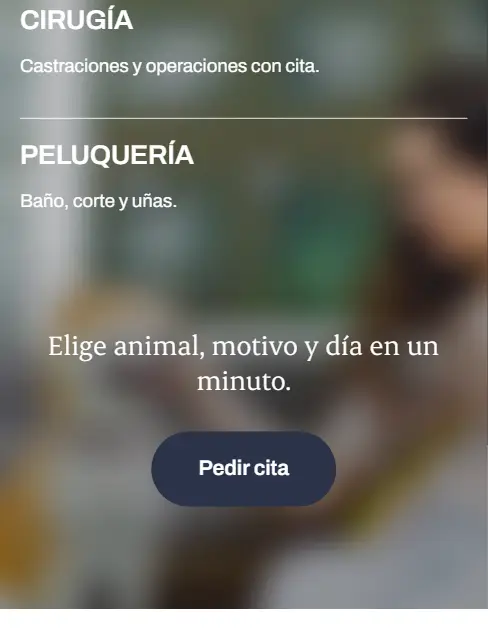 CIRUGÍA
Castraciones y operaciones con cita.
PELUQUERÍA
Baño, corte y uñas.
Elige animal, motivo y día en un
minuto.
Pedir cita